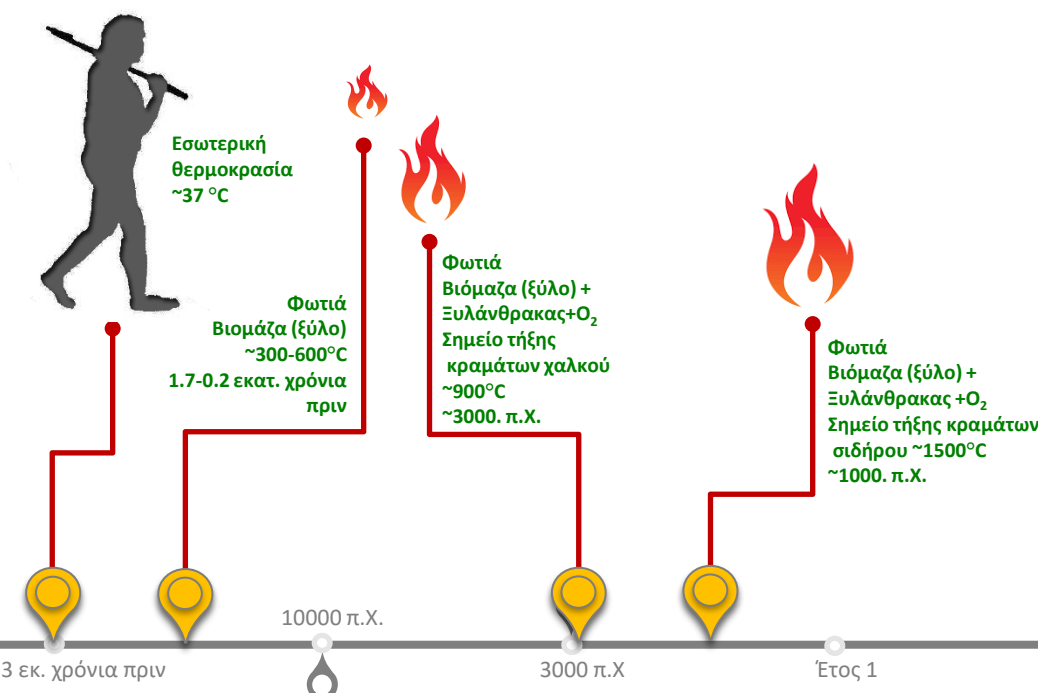 Εσωτερική
θερμοκρασία
~37 °C
Φωτιά
Βιομάζα (ξύλο)
~300-600°C
1.7-0.2 εκατ. χρόνια
πριν
Φωτιά
Βιόμαζα (ξύλο) +
Ξυλάνθρακας+O₂
Σημείο τήξης
κραμάτων χαλκού
~900°C
~3000. π.Χ.
Φωτιά
Βιόμαζα (ξύλο) +
Ξυλάνθρακας +O₂
Σημείο τήξης κραμάτων
σιδήρου ~1500°C
~1000. π.Χ.
10000 π.Χ.
3 εκ. χρόνια πριν
3000 π.Χ
Έτος 1